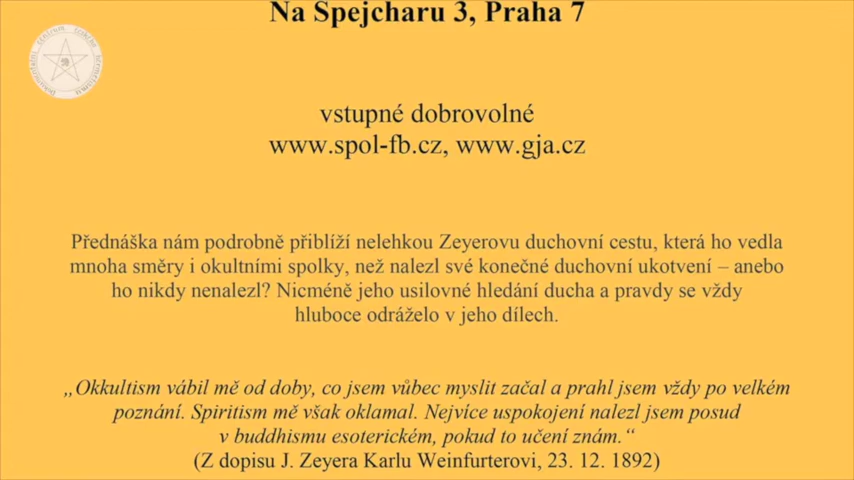 Na Špejcharu 3, Praha 7
vstupné dobrovolné
www.spol-fb.cz, www.gja.cz
Přednáška nám podrobně přiblíží nelehkou Zeyerovu duchovní cestu, která ho vedla
mnoha směry i okultními spolky, než nalezl své konečné duchovní ukotvení – anebo
ho nikdy nenalezl? Nicméně jeho usilovné hledání ducha a pravdy se vždy
hluboce odráželo v jeho dílech.
„Okkultism vábil mě od doby, co jsem vůbec myslit začal a prahl jsem vždy po velkém
poznání. Spiritism mě však oklamal. Nejvíce uspokojení nalezl jsem posud
v buddhismu esoterickém, pokud to učení znám.“
(Z dopisu J. Zeyera Karlu Weinfurterovi, 23. 12. 1892)